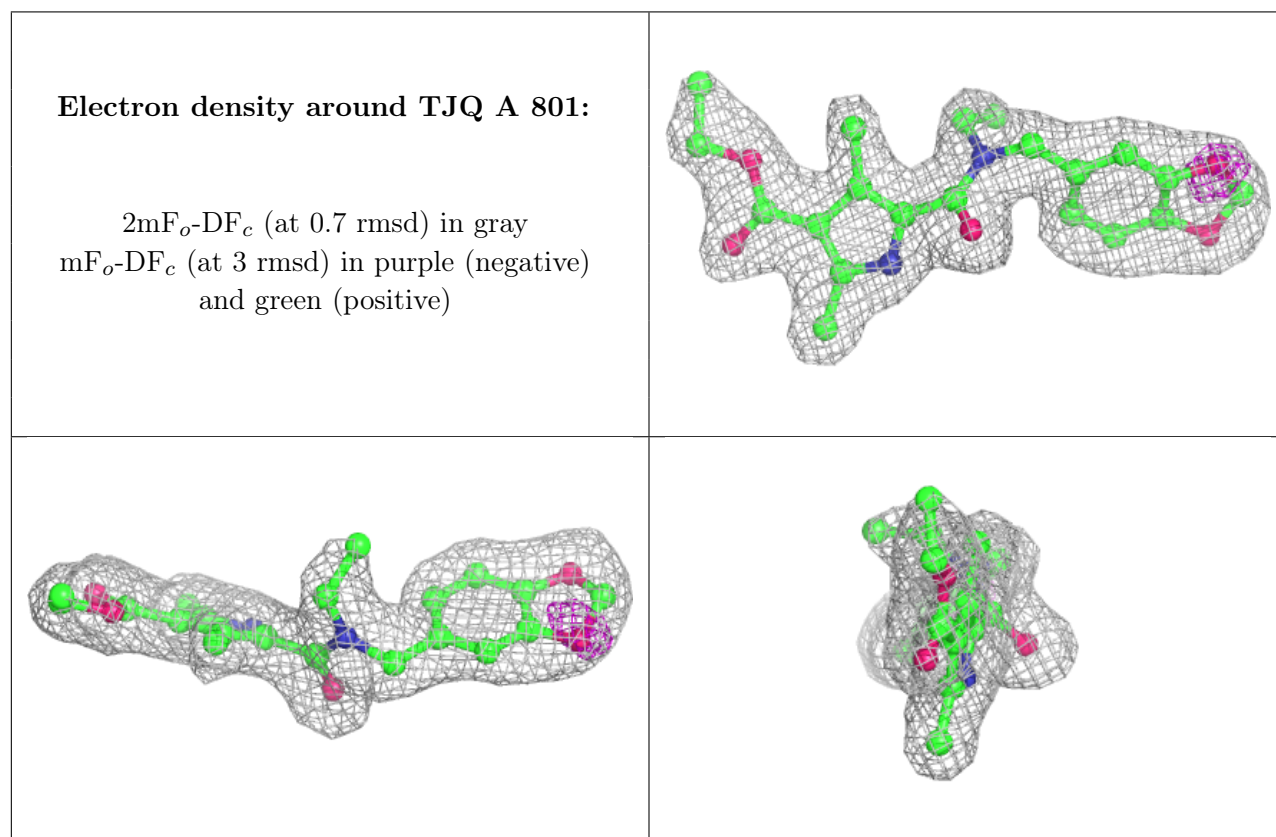 Electron density around TJQ A 801:
2mFₒ-DF𝒸 (at 0.7 rmsd) in gray
mFₒ-DF𝒸 (at 3 rmsd) in purple (negative)
and green (positive)